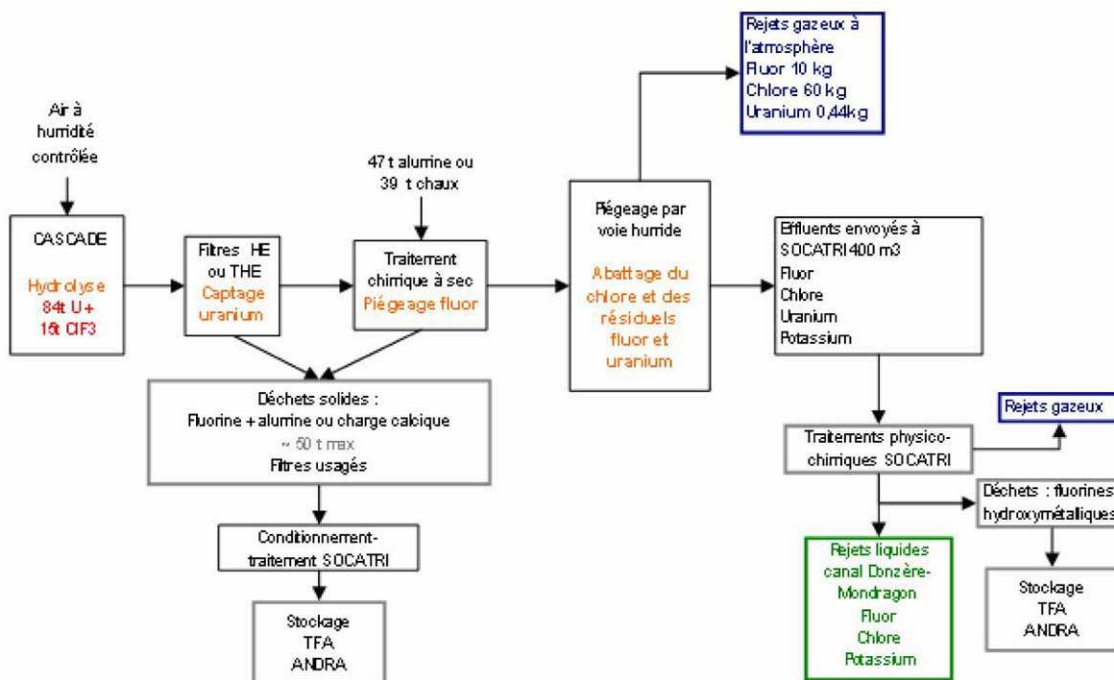 Air à
humidité
contrôlée
CASCADE
Hydrolyse
84t U+
15t ClF3
Filtres HE
ou THE
Captage
uranium
47 t alumine ou
39 t chaux
Traitement
chimique à sec
Piégeage fluor
Piégeage par
voie humide
Abattage du
chlore et des
résiduels
fluor et
uranium
Rejets gazeux à
l'atmosphère
Fluor 10 kg
Chlore 60 kg
Uranium 0,44kg
Effluents envoyés à
SOCATRI 400 m3
Fluor
Chlore
Uranium
Potassium
Déchets solides :
Fluorine + alumine ou charge calcique
~ 50 t max
Filtres usagés
Conditionnement-
traitement SOCATRI
Stockage
TFA
ANDRA
Traitements physico-
chimiques SOCATRI
Rejets gazeux
Déchets : fluorines
hydroxymétalliques
Rejets liquides
canal Donzère-
Mondragon
Fluor
Chlore
Potassium
Stockage
TFA
ANDRA